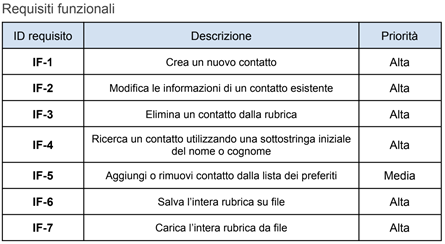 Requisiti funzionali
ID requisito Descrizione Priorità
IF-1 Crea un nuovo contatto Alta
IF-2 Modifica le informazioni di un contatto esistente Alta
IF-3 Elimina un contatto dalla rubrica Alta
IF-4 Ricerca un contatto utilizzando una sottostringa iniziale del nome o cognome Alta
IF-5 Aggiungi o rimuovi contatto dalla lista dei preferiti Media
IF-6 Salva l'intera rubrica su file Alta
IF-7 Carica l'intera rubrica da file Alta